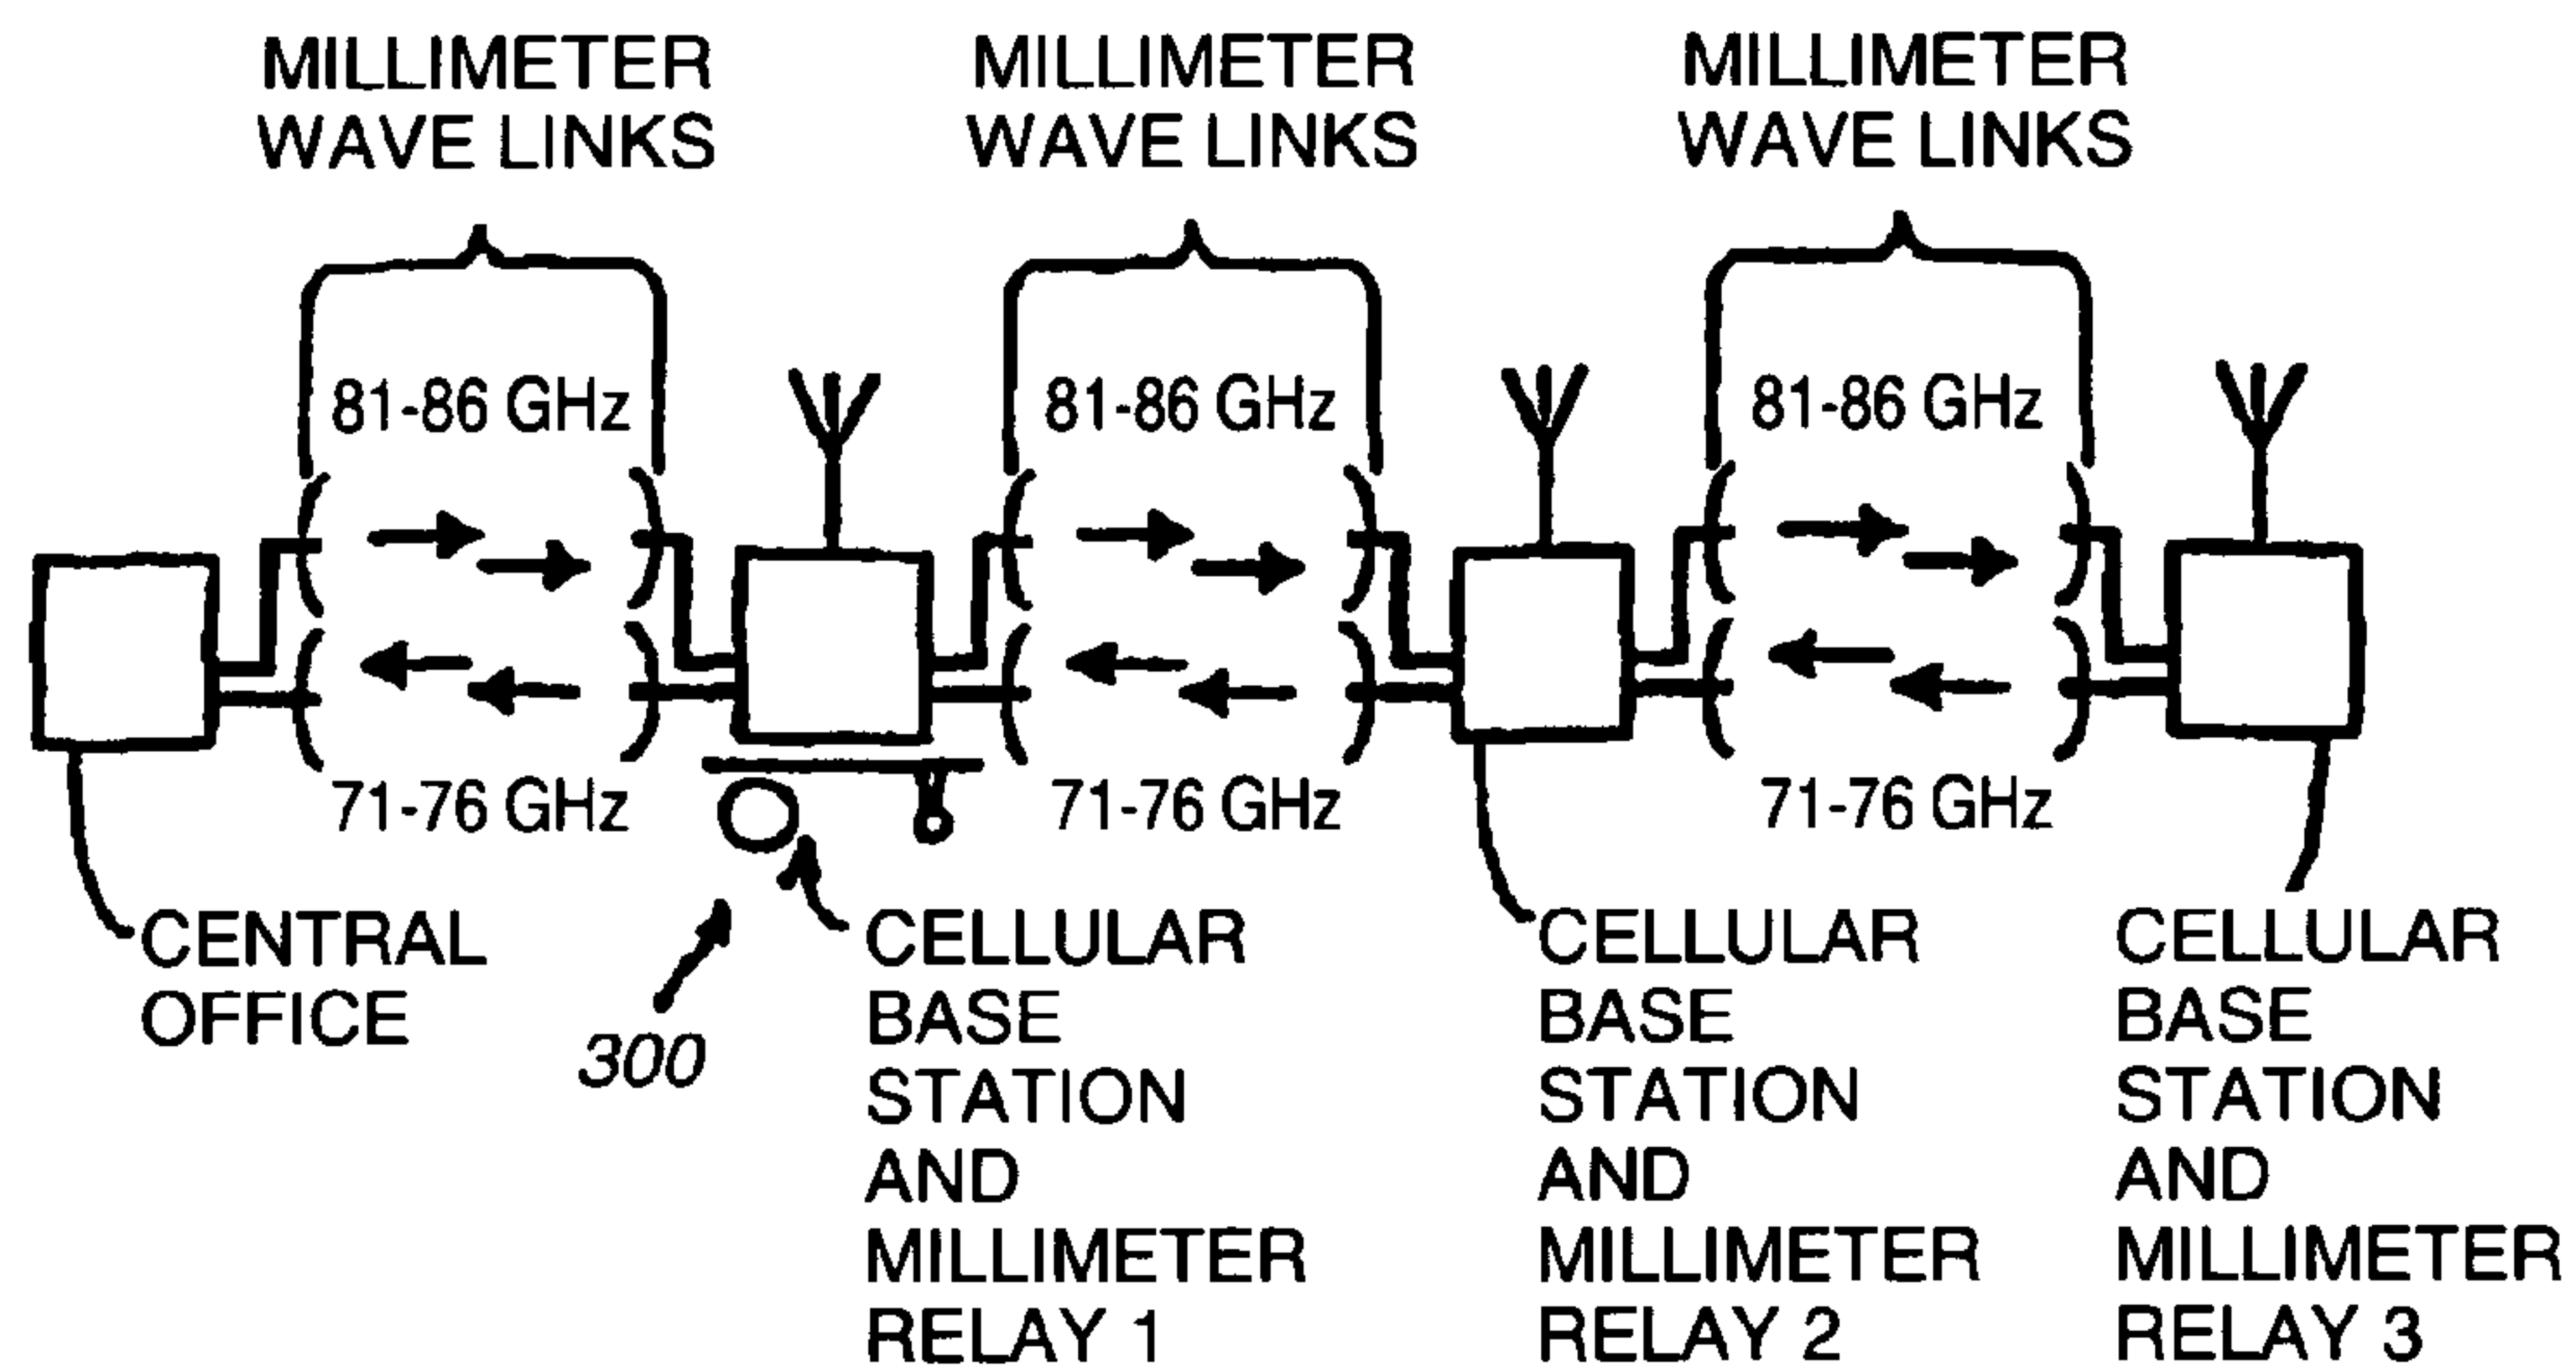 MILLIMETER
WAVE LINKS
MILLIMETER
WAVE LINKS
MILLIMETER
WAVE LINKS
81-86 GHz
81-86 GHz
81-86 GHz
71-76 GHz
71-76 GHz
71-76 GHz
CENTRAL
OFFICE
300
CELLULAR
BASE
STATION
AND
MILLIMETER
RELAY 1
CELLULAR
BASE
STATION
AND
MILLIMETER
RELAY 2
CELLULAR
BASE
STATION
AND
MILLIMETER
RELAY 3